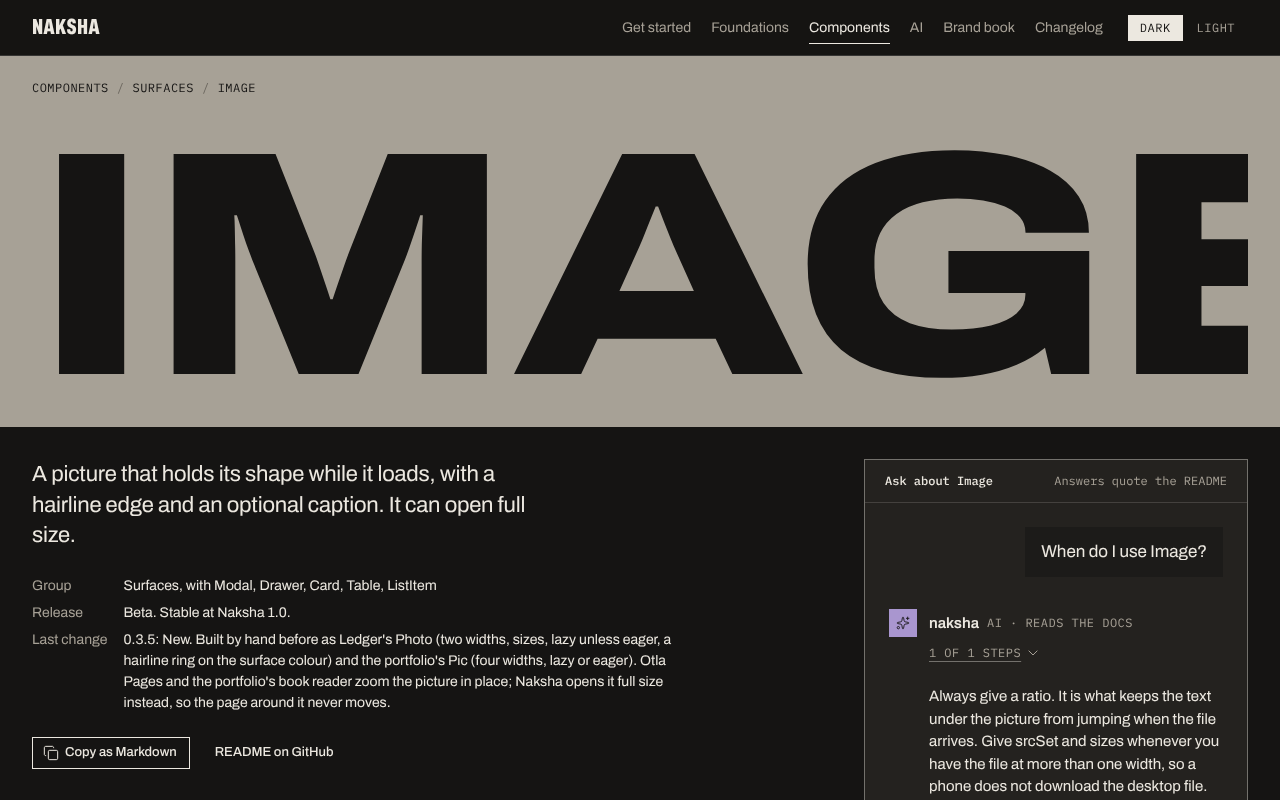 NAKSHA
Get started
Foundations
Components
AI
Brand book
Changelog
DARK
LIGHT
COMPONENTS / SURFACES / IMAGE
IMAGE
A picture that holds its shape while it loads, with a
hairline edge and an optional caption. It can open full
size.
Group Surfaces, with Modal, Drawer, Card, Table, ListItem
Release Beta. Stable at Naksha 1.0.
Last change 0.3.5: New. Built by hand before as Ledger's Photo (two widths, sizes, lazy unless eager, a
hairline ring on the surface colour) and the portfolio's Pic (four widths, lazy or eager). Otla
Pages and the portfolio's book reader zoom the picture in place; Naksha opens it full size
instead, so the page around it never moves.
Copy as Markdown
README on GitHub
Ask about Image
Answers quote the README
When do I use Image?
naksha AI · READS THE DOCS
1 OF 1 STEPS
Always give a ratio. It is what keeps the text
under the picture from jumping when the file
arrives. Give srcSet and sizes whenever you
have the file at more than one width, so a
phone does not download the desktop file.